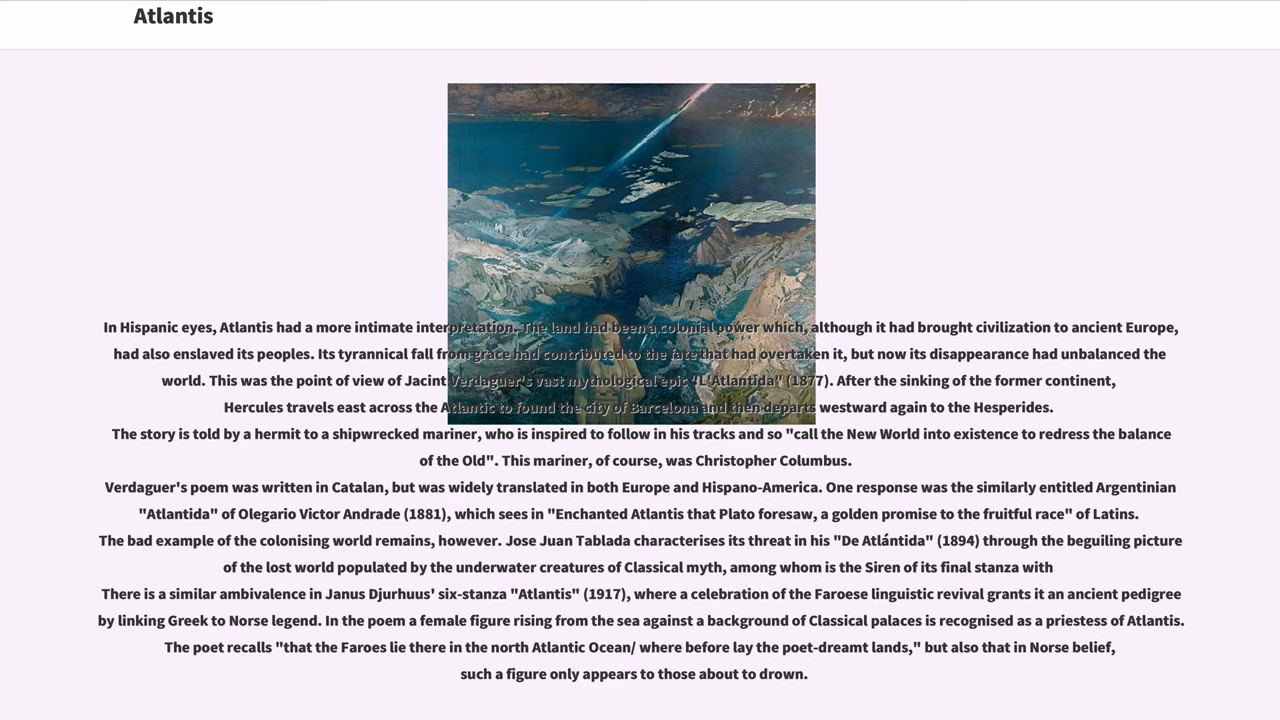 Atlantis
In Hispanic eyes, Atlantis had a more intimate interpretation. The land had been a colonial power which, although it had brought civilization to ancient Europe,
had also enslaved its peoples. Its tyrannical fall from grace had contributed to the fate that had overtaken it, but now its disappearance had unbalanced the
world. This was the point of view of Jacint Verdaguer's vast mythological epic "L'Atlantida" (1877). After the sinking of the former continent,
Hercules travels east across the Atlantic to found the city of Barcelona and then departs westward again to the Hesperides.
The story is told by a hermit to a shipwrecked mariner, who is inspired to follow in his tracks and so "call the New World into existence to redress the balance
of the Old". This mariner, of course, was Christopher Columbus.
Verdaguer's poem was written in Catalan, but was widely translated in both Europe and Hispano-America. One response was the similarly entitled Argentinian
"Atlantida" of Olegario Victor Andrade (1881), which sees in "Enchanted Atlantis that Plato foresaw, a golden promise to the fruitful race" of Latins.
The bad example of the colonising world remains, however. Jose Juan Tablada characterises its threat in his "De Atlántida" (1894) through the beguiling picture
of the lost world populated by the underwater creatures of Classical myth, among whom is the Siren of its final stanza with
There is a similar ambivalence in Janus Djurhuus' six-stanza "Atlantis" (1917), where a celebration of the Faroese linguistic revival grants it an ancient pedigree
by linking Greek to Norse legend. In the poem a female figure rising from the sea against a background of Classical palaces is recognised as a priestess of Atlantis.
The poet recalls "that the Faroes lie there in the north Atlantic Ocean/ where before lay the poet-dreamt lands," but also that in Norse belief,
such a figure only appears to those about to drown.